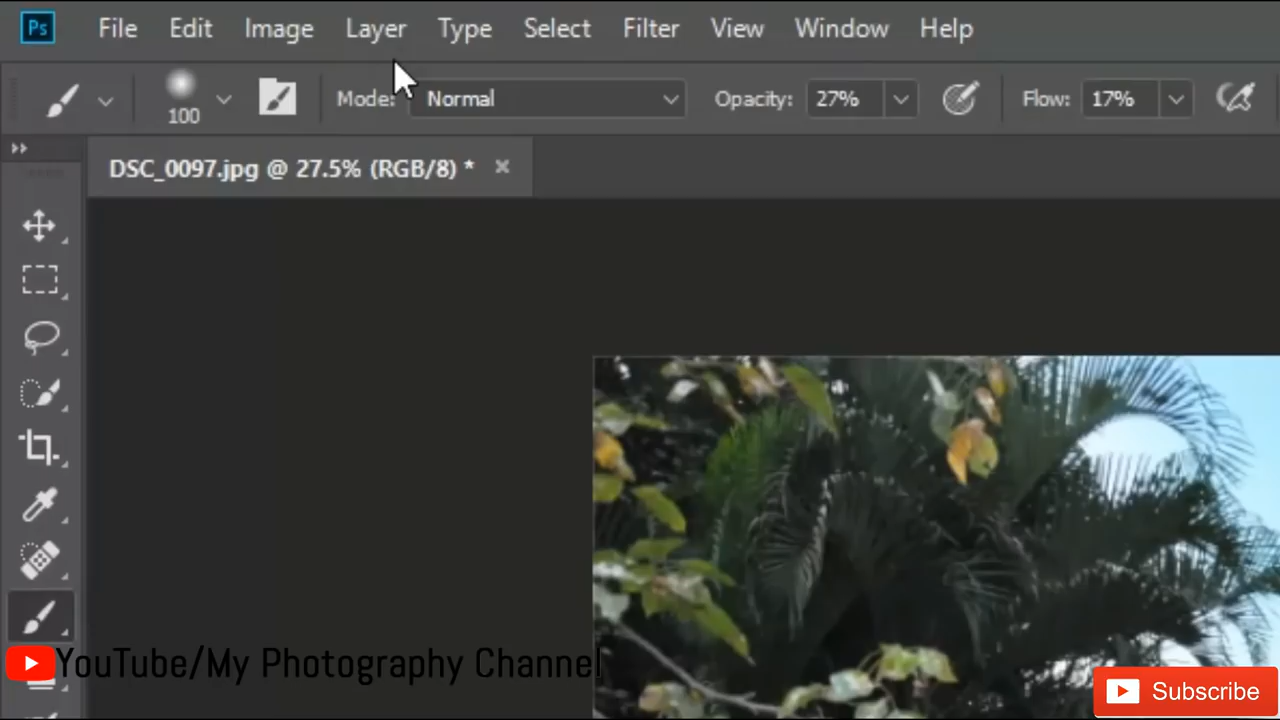 Ps File Edit Image Layer Type Select Filter View Window Help
100 Mode: Normal Opacity: 27% Flow: 17%
DSC_0097.jpg @ 27.5% (RGB/8) *
YouTube/My Photography Channel
Subscribe